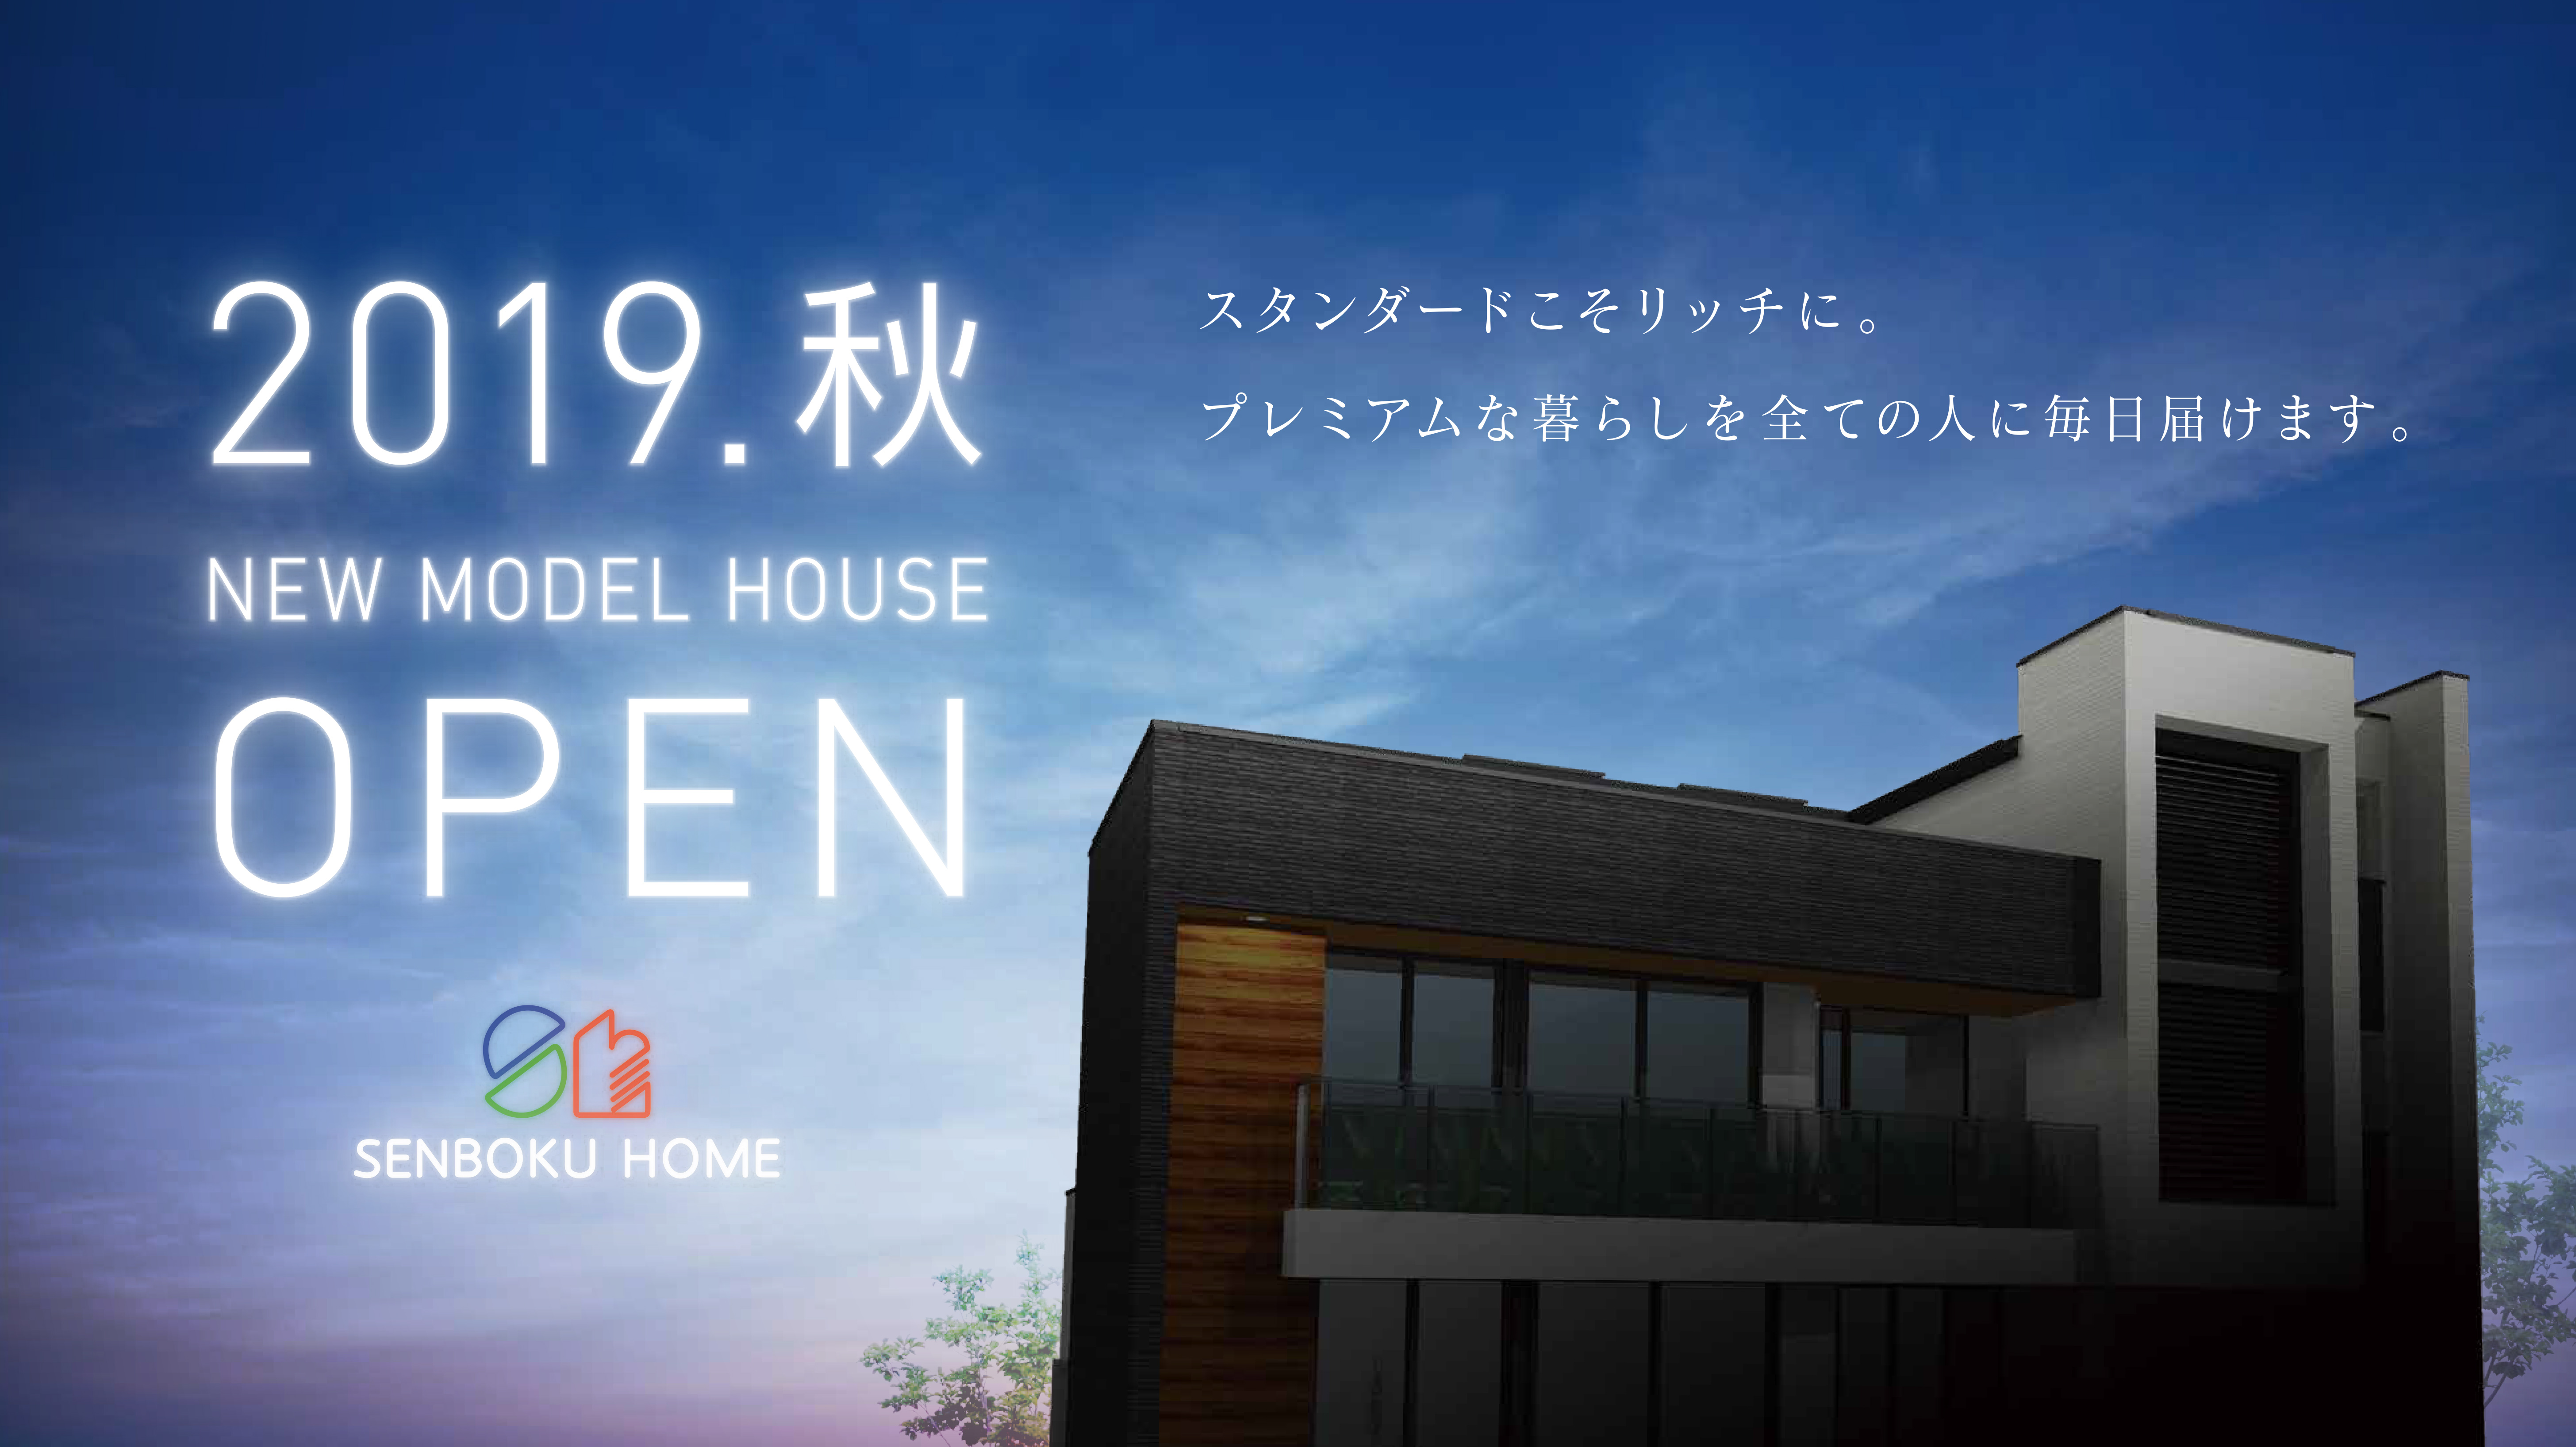 2019.秋
NEW MODEL HOUSE
OPEN
SENBOKU HOME
スタンダードこそリッチに。
プレミアムな暮らしを全ての人に毎日届けます。